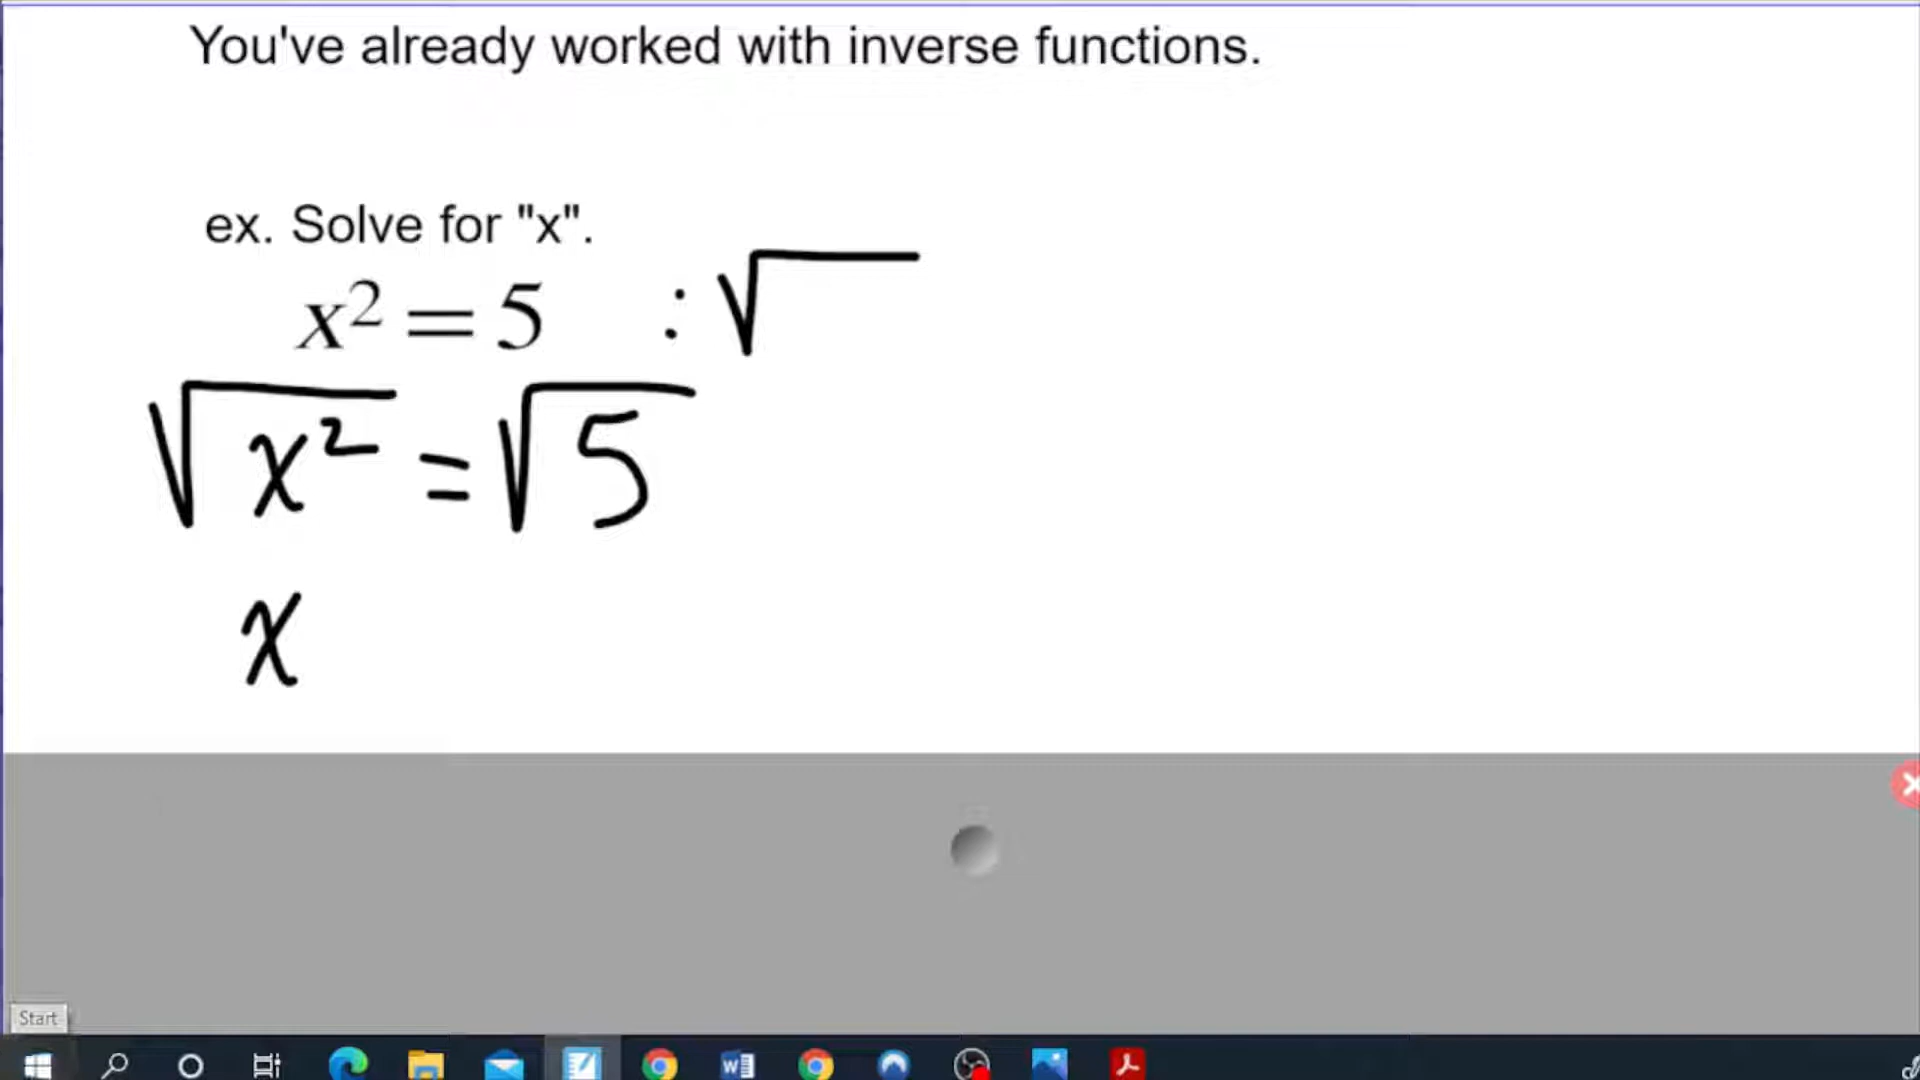 You've already worked with inverse functions.
ex. Solve for "x".
x² = 5 : √
√x² = √5
x
Start